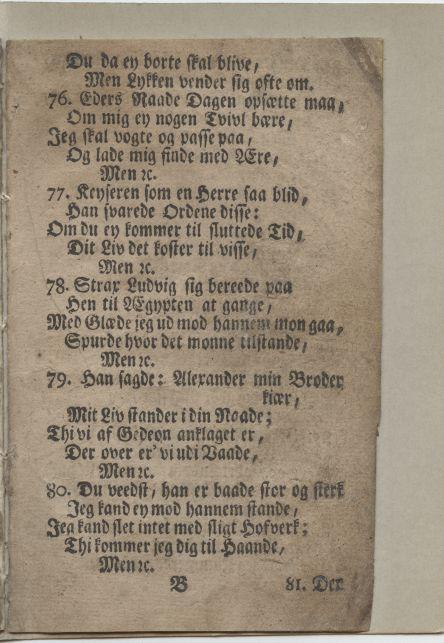 Du da ey borte skal blive,
Men Lykken vender sig ofte om.
76. Eders Naade Dagen opsætte maa,
Om mig ey nogen Tvivl bære,
Jeg skal vogte og passe paa,
Og lade mig finde med Ære,
Men ꝛc.
77. Keyseren som en Herre saa blid,
Han svarede Ordene disse:
Om du ey kommer til sluttede Tid,
Dit Liv det koster til visse,
Men ꝛc.
78. Strax Ludvig sig bereede paa
Hen til Ægypten at gange,
Med Glæde jeg ud mod hannem mon gaa,
Spurde hvor det monne tilstande,
Men ꝛc.
79. Han sagde: Alexander min Broder
kiær,
Mit Liv stander i din Naade;
Thi vi af Gedeon anklaget er,
Der over er' vi udi Vaade,
Men ꝛc.
80. Du veedst, han er baade stor og sterk
Jeg kand ey mod hannem stande,
Jeg kand slet intet med sligt Hofverk;
Thi kommer jeg dig til Haande,
Men ꝛc.
B 81. Der